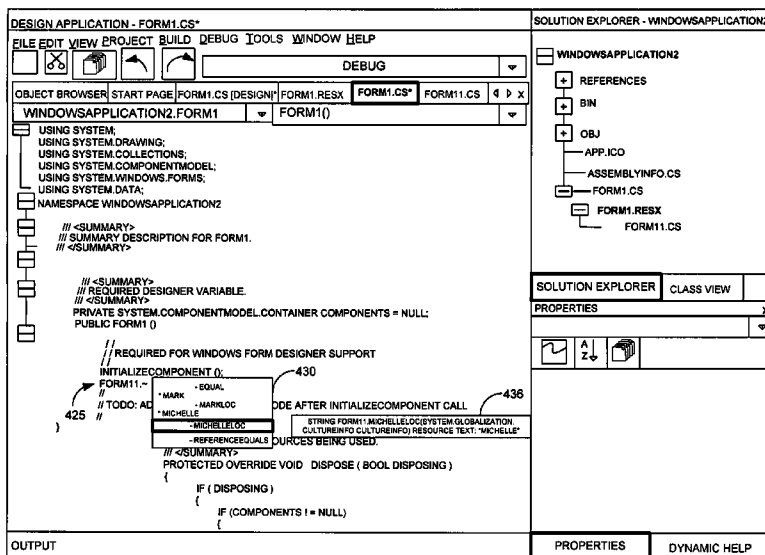 DESIGN APPLICATION - FORM1.CS*
FILE EDIT VIEW PROJECT BUILD DEBUG TOOLS WINDOW HELP
DEBUG
OBJECT BROWSER START PAGE FORM1.CS [DESIGN]* FORM1.RESX FORM1.CS* FORM11.CS X
WINDOWSAPPLICATION2.FORM1 FORM1()
USING SYSTEM;
USING SYSTEM.DRAWING;
USING SYSTEM.COLLECTIONS;
USING SYSTEM.COMPONENTMODEL;
USING SYSTEM.WINDOWS.FORMS;
USING SYSTEM.DATA;
NAMESPACE WINDOWSAPPLICATION2
/// <SUMMARY>
/// SUMMARY DESCRIPTION FOR FORM1.
/// </SUMMARY>
/// <SUMMARY>
/// REQUIRED DESIGNER VARIABLE.
/// </SUMMARY>
PRIVATE SYSTEM.COMPONENTMODEL.CONTAINER COMPONENTS = NULL;
PUBLIC FORM1 ()
//
// REQUIRED FOR WINDOWS FORM DESIGNER SUPPORT
//
INITIALIZECOMPONENT ();
FORM11.~
//
// TODO: AD
ODE AFTER INITIALIZECOMPONENT CALL
//
}
425
- EQUAL
* MARK
- MARKLOC
* MICHELLE
- MICHELLELOC
- REFERENCEEQUALS
430
436
STRING FORM11.MICHELLELOC(SYSTEM.GLOBALIZATION.
CULTUREINFO CULTUREINFO) RESOURCE TEXT: "MICHELLE"
OURCES BEING USED.
/// </SUMMARY>
PROTECTED OVERRIDE VOID DISPOSE ( BOOL DISPOSING )
{
IF ( DISPOSING )
{
IF (COMPONENTS ! = NULL)
{
OUTPUT
SOLUTION EXPLORER - WINDOWSAPPLICATION2
WINDOWSAPPLICATION2
REFERENCES
BIN
OBJ
APP.ICO
ASSEMBLYINFO.CS
FORM1.CS
FORM1.RESX
FORM11.CS
SOLUTION EXPLORER CLASS VIEW
PROPERTIES X
A
Z
PROPERTIES DYNAMIC HELP